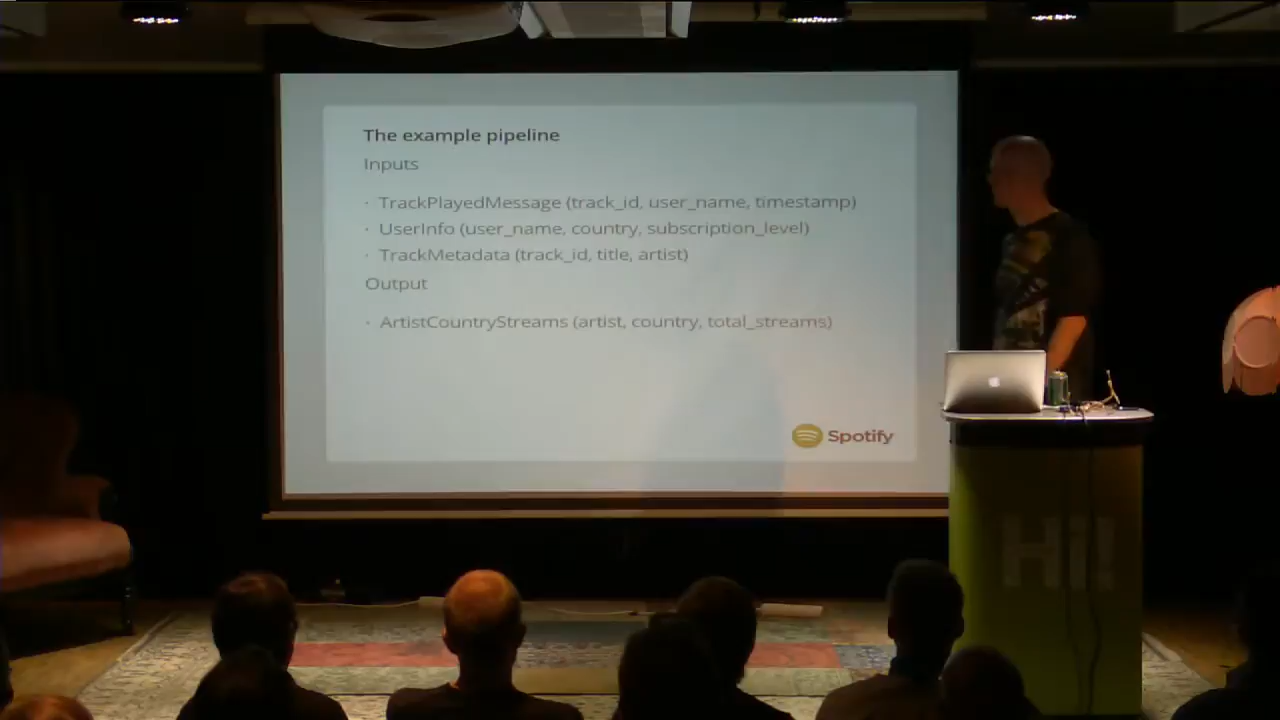 The example pipeline
Inputs
· TrackPlayedMessage (track_id, user_name, timestamp)
· UserInfo (user_name, country, subscription_level)
· TrackMetadata (track_id, title, artist)
Output
· ArtistCountryStreams (artist, country, total_streams)
Spotify
Hi!